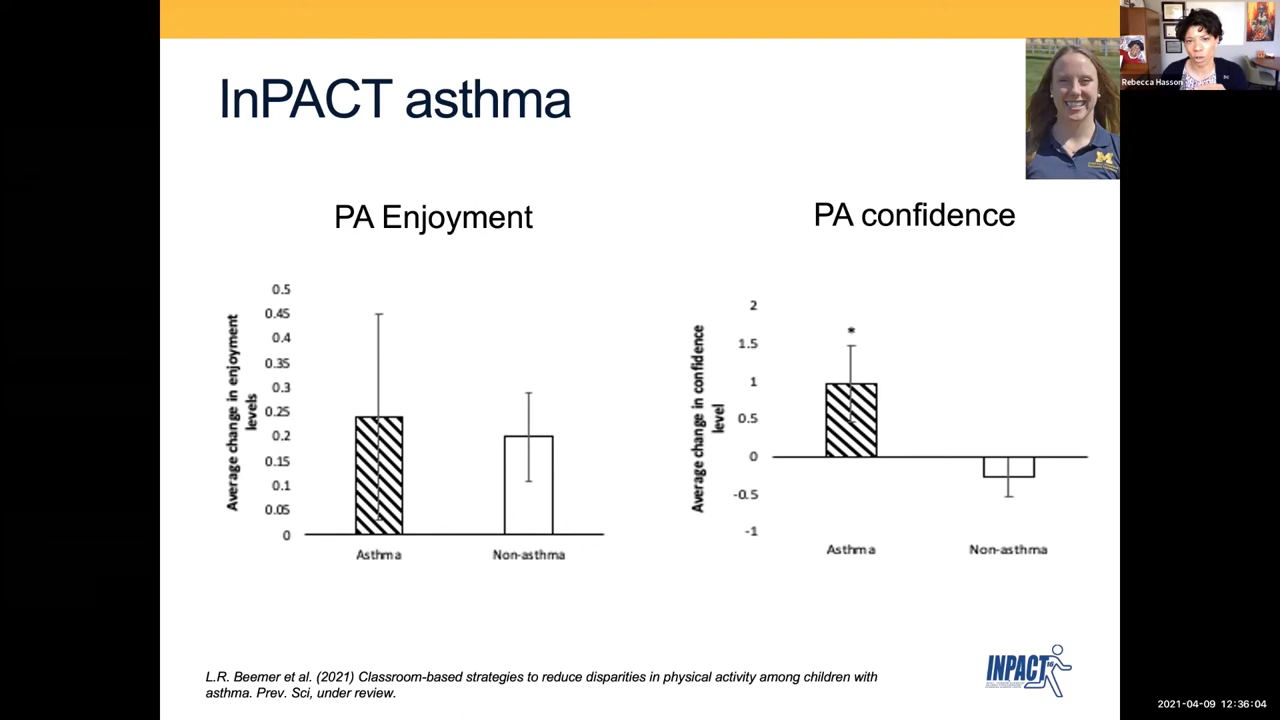 InPACT asthma
Rebecca Hasson
PA Enjoyment
PA confidence
Average change in enjoyment
levels
0.5
0.45
0.4
0.35
0.3
0.25
0.2
0.15
0.1
0.05
0
Asthma
Non-asthma
Average change in confidence
level
2
1.5
1
0.5
0
-0.5
-1
*
Asthma
Non-asthma
L.R. Beemer et al. (2021) Classroom-based strategies to reduce disparities in physical activity among children with
asthma. Prev. Sci, under review.
INPACT
2021-04-09 12:36:04